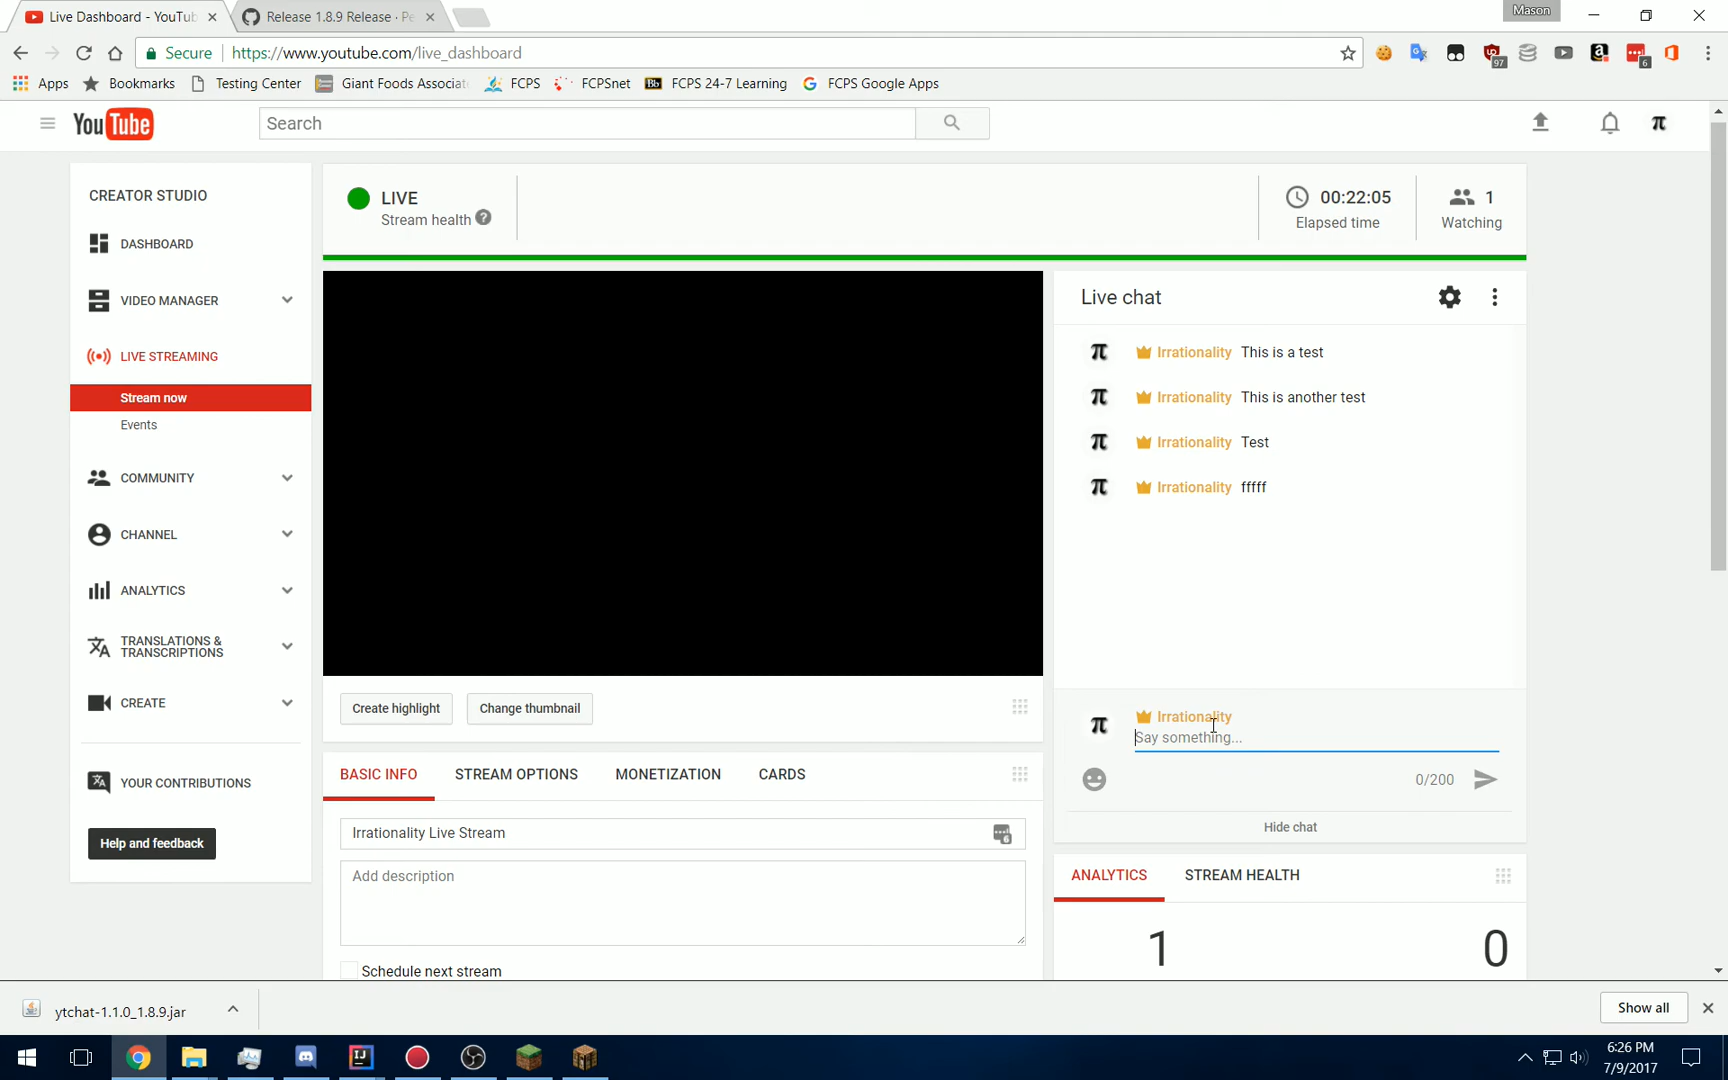 Live Dashboard - YouTub
Release 1.8.9 Release · Pe
Mason
Secure
https://www.youtube.com/live_dashboard
97
6
Apps
Bookmarks
Testing Center
Giant Foods Associat
FCPS
FCPSnet
Bb
FCPS 24-7 Learning
FCPS Google Apps
YouTube
Search
π
CREATOR STUDIO
DASHBOARD
VIDEO MANAGER
LIVE STREAMING
Stream now
Events
COMMUNITY
CHANNEL
ANALYTICS
TRANSLATIONS &
TRANSCRIPTIONS
CREATE
YOUR CONTRIBUTIONS
Help and feedback
LIVE
Stream health
00:22:05
Elapsed time
1
Watching
Create highlight
Change thumbnail
BASIC INFO
STREAM OPTIONS
MONETIZATION
CARDS
Irrationality Live Stream
6
Add description
Schedule next stream
Live chat
π Irrationality This is a test
π Irrationality This is another test
π Irrationality Test
π Irrationality fffff
π Irrationality
Say something...
0/200
Hide chat
ANALYTICS
STREAM HEALTH
1
0
ytchat-1.1.0_1.8.9.jar
Show all
IJ
6:26 PM
7/9/2017